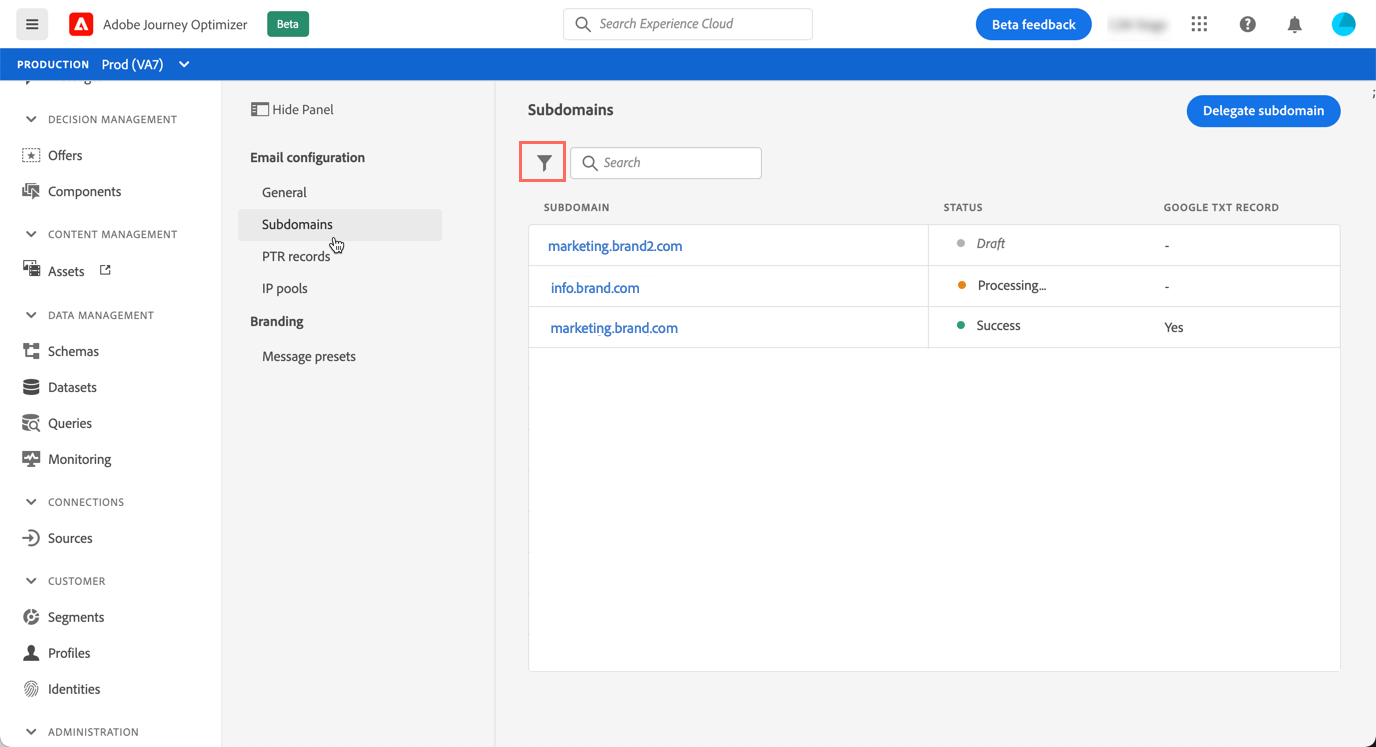 Adobe Journey Optimizer Beta Search Experience Cloud Beta feedback
PRODUCTION Prod (VA7)
DECISION MANAGEMENT
Offers
Components
CONTENT MANAGEMENT
Assets
DATA MANAGEMENT
Schemas
Datasets
Queries
Monitoring
CONNECTIONS
Sources
CUSTOMER
Segments
Profiles
Identities
ADMINISTRATION
Hide Panel
Email configuration
General
Subdomains
PTR records
IP pools
Branding
Message presets
Subdomains
Delegate subdomain
Search
SUBDOMAIN STATUS GOOGLE TXT RECORD
marketing.brand2.com Draft -
info.brand.com Processing... -
marketing.brand.com Success Yes